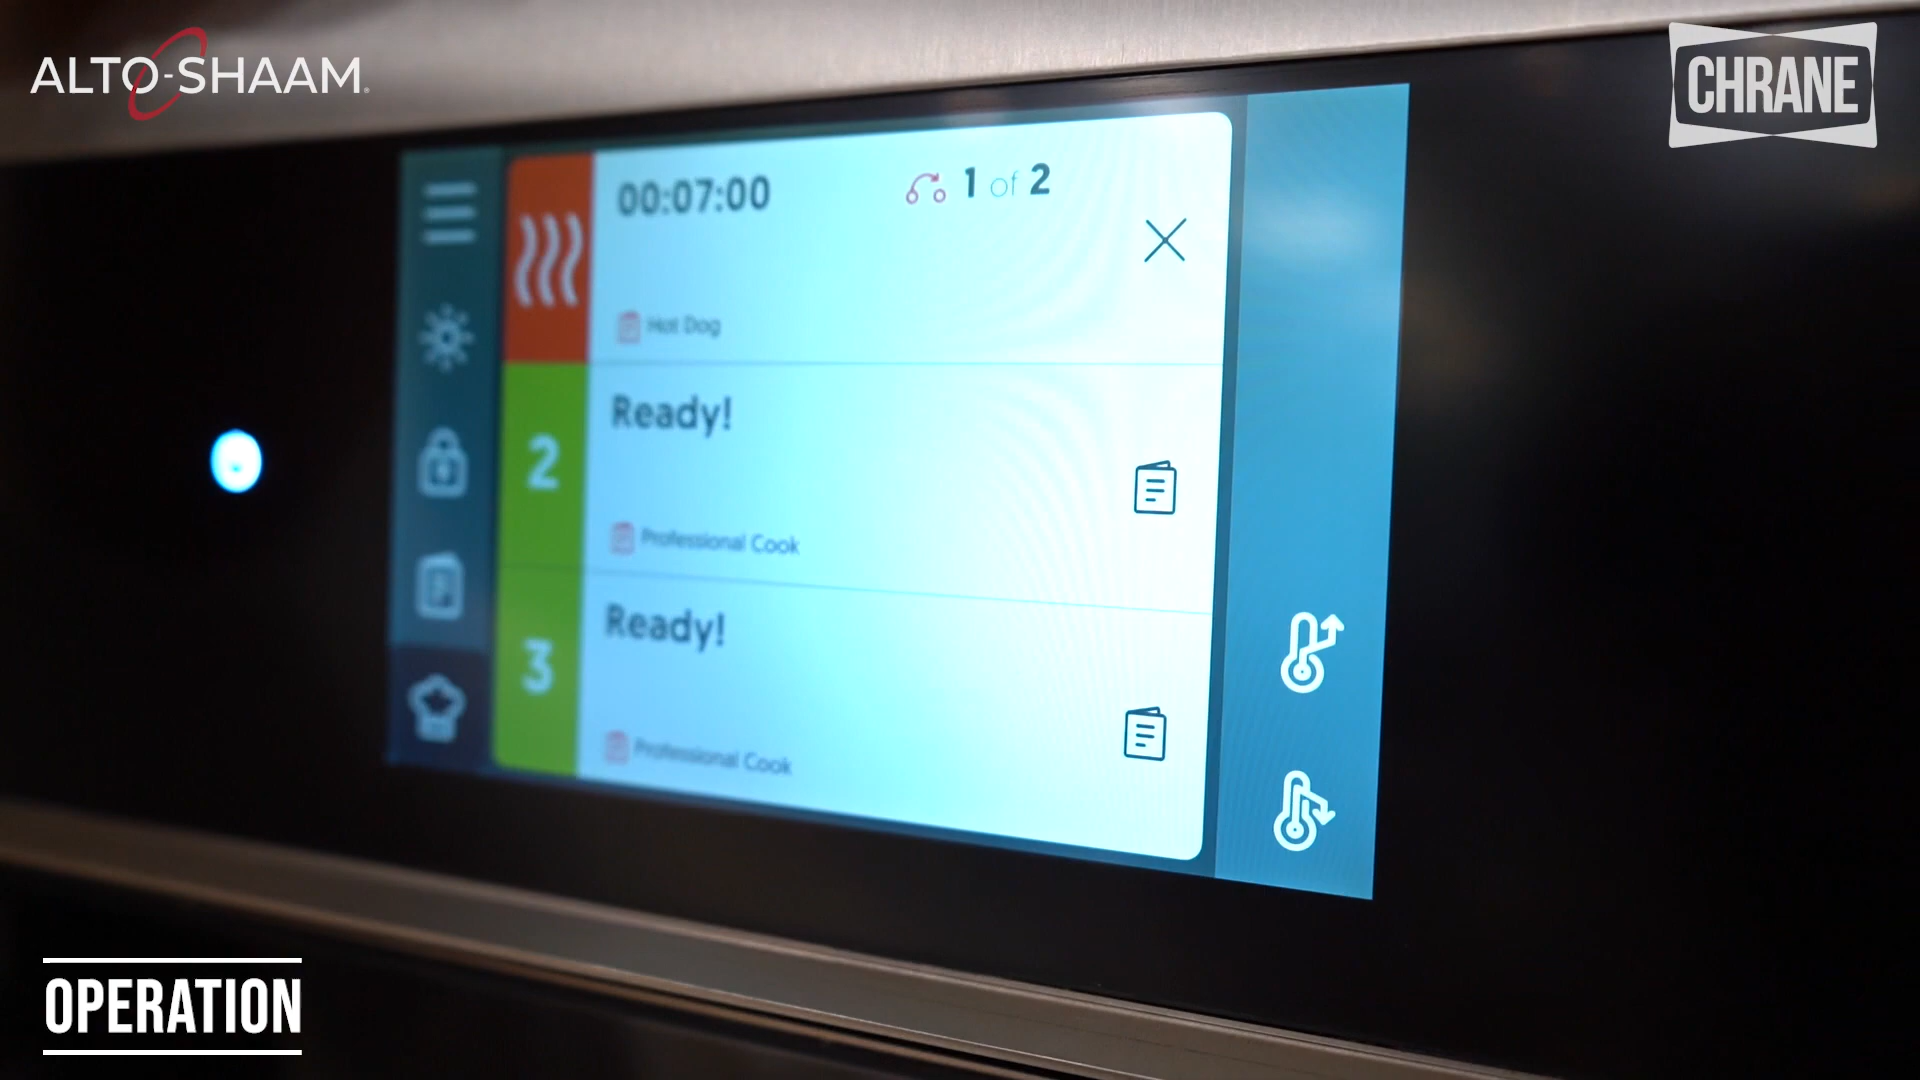 ALTO-SHAAM
CHRANE
00:07:00
1 of 2
Hot Dog
2
Ready!
Professional Cook
3
Ready!
Professional Cook
OPERATION